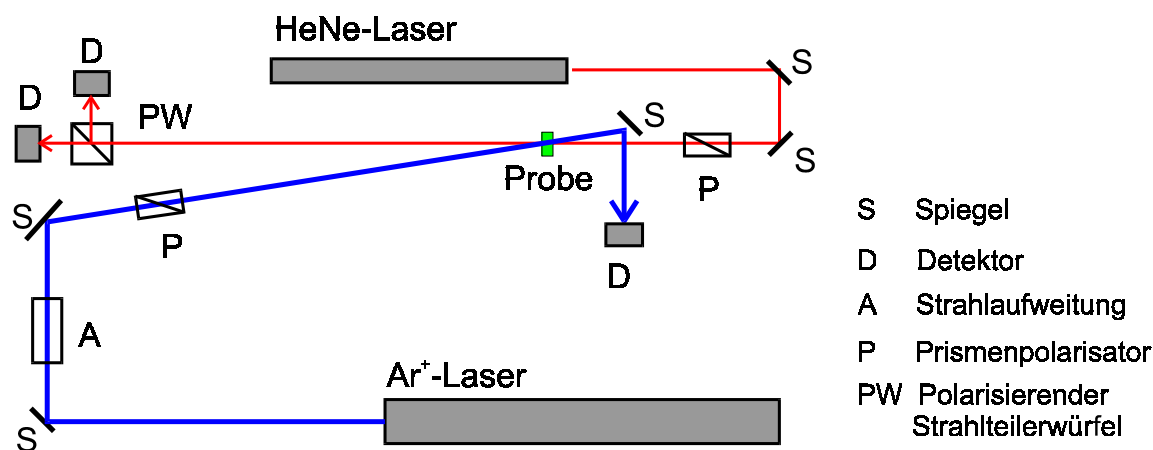 HeNe-Laser
S
D
D
PW
S
Probe
P
S
S
P
D
A
Ar⁺-Laser
S
S Spiegel
D Detektor
A Strahlaufweitung
P Prismenpolarisator
PW Polarisierender
Strahlteilerwürfel